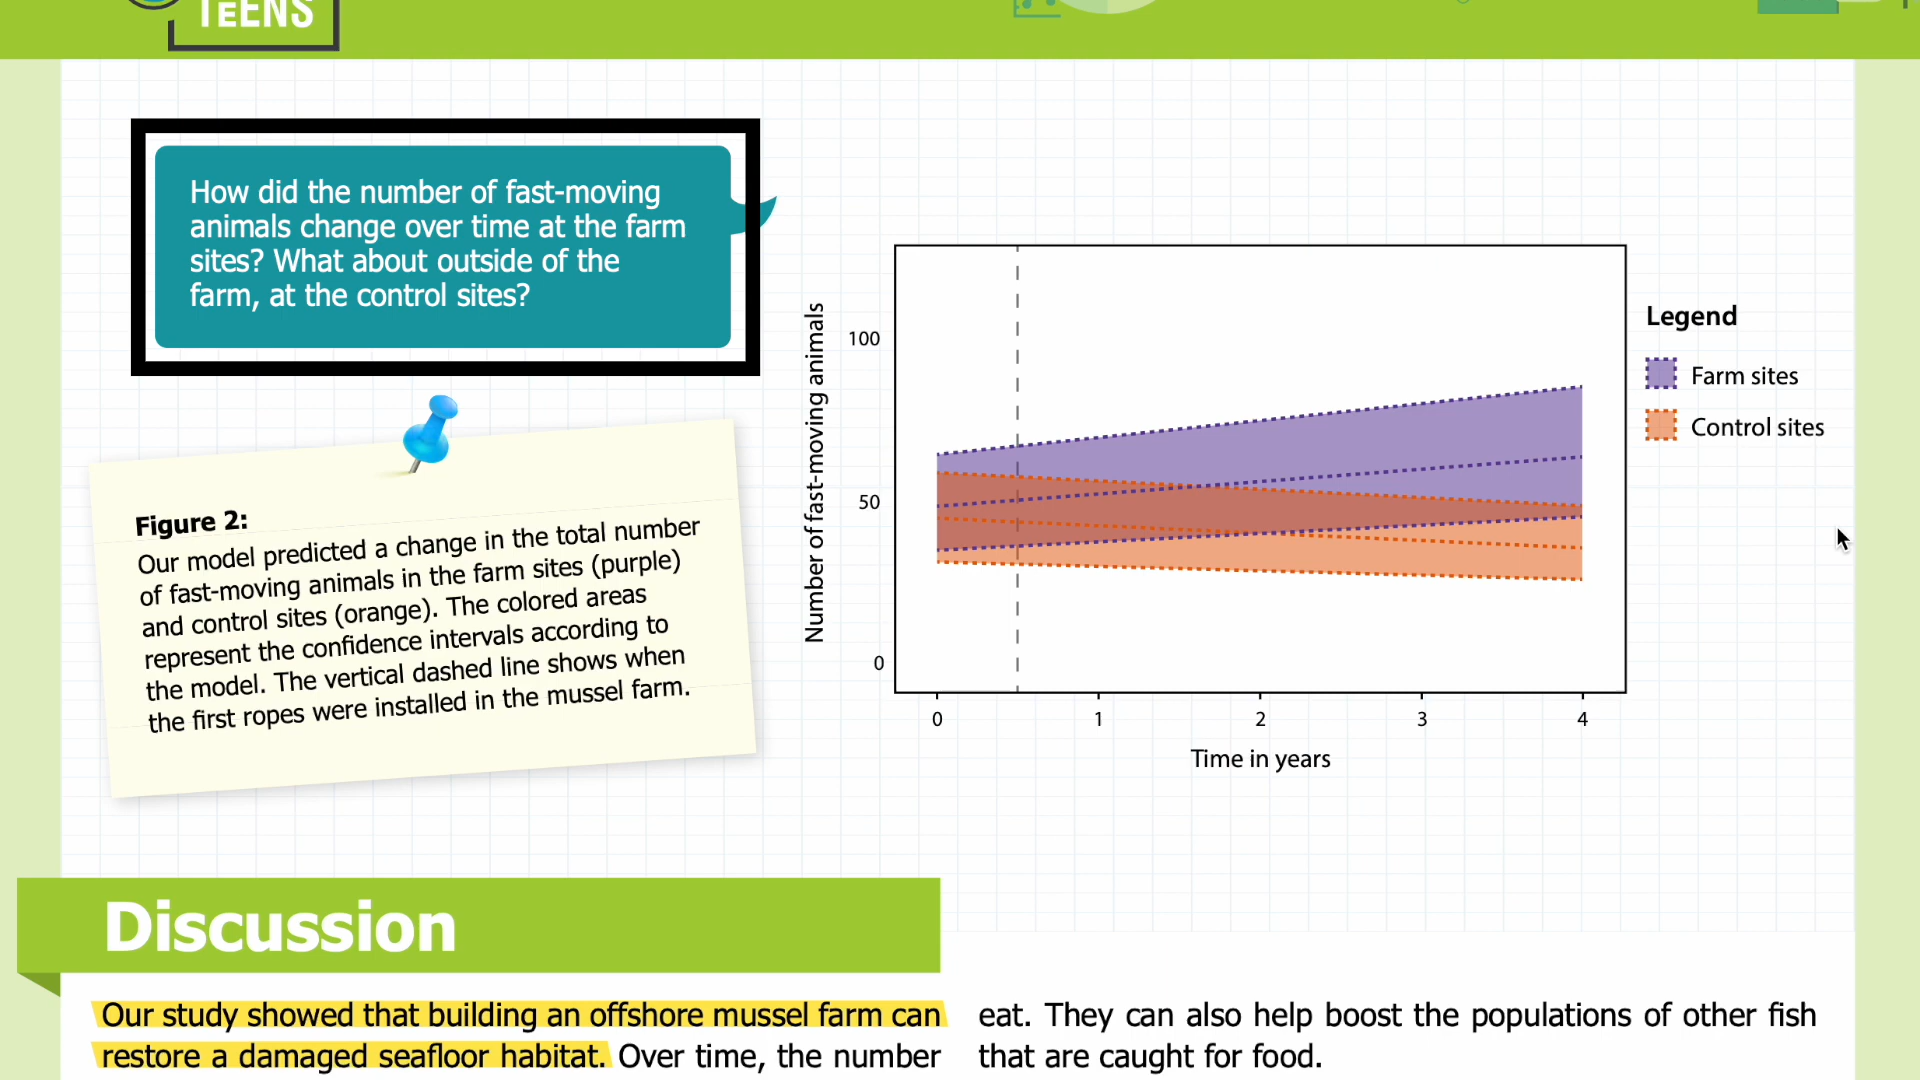 TEENS
How did the number of fast-moving
animals change over time at the farm
sites? What about outside of the
farm, at the control sites?
Figure 2:
Our model predicted a change in the total number
of fast-moving animals in the farm sites (purple)
and control sites (orange). The colored areas
represent the confidence intervals according to
the model. The vertical dashed line shows when
the first ropes were installed in the mussel farm.
Number of fast-moving animals
100
50
0
0 1 2 3 4
Time in years
Legend
Farm sites
Control sites
Discussion
Our study showed that building an offshore mussel farm can
restore a damaged seafloor habitat. Over time, the number
eat. They can also help boost the populations of other fish
that are caught for food.